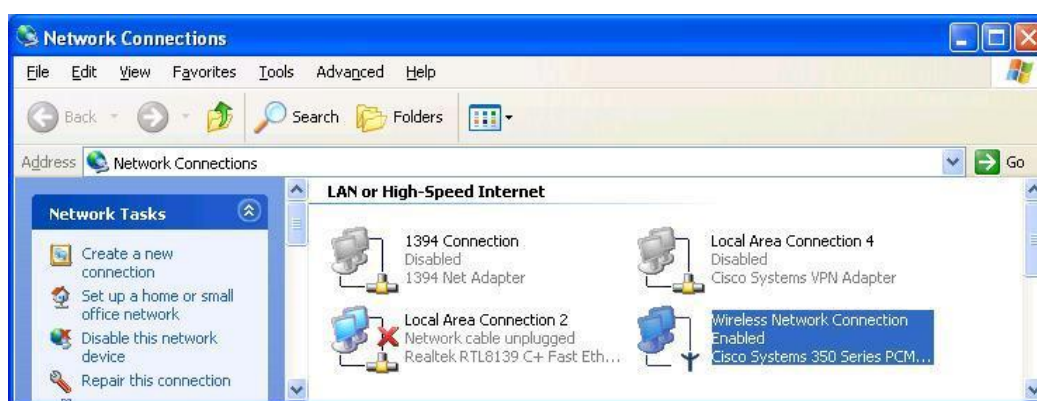 Network Connections
File Edit View Favorites Tools Advanced Help
Back Search Folders
Address Network Connections Go
Network Tasks
Create a new
connection
Set up a home or small
office network
Disable this network
device
Repair this connection
LAN or High-Speed Internet
1394 Connection
Disabled
1394 Net Adapter
Local Area Connection 4
Disabled
Cisco Systems VPN Adapter
Local Area Connection 2
Network cable unplugged
Realtek RTL8139 C+ Fast Eth...
Wireless Network Connection
Enabled
Cisco Systems 350 Series PCM...